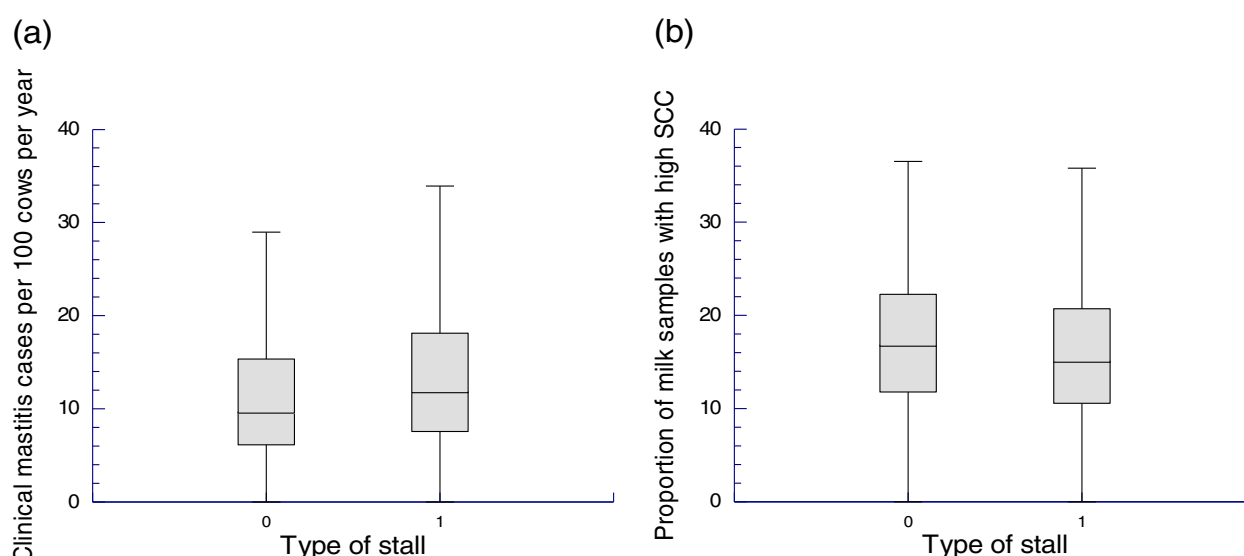 (a)
Clinical mastitis cases per 100 cows per year
40
30
20
10
0
0
1
Type of stall
(b)
Proportion of milk samples with high SCC
40
30
20
10
0
0
1
Type of stall